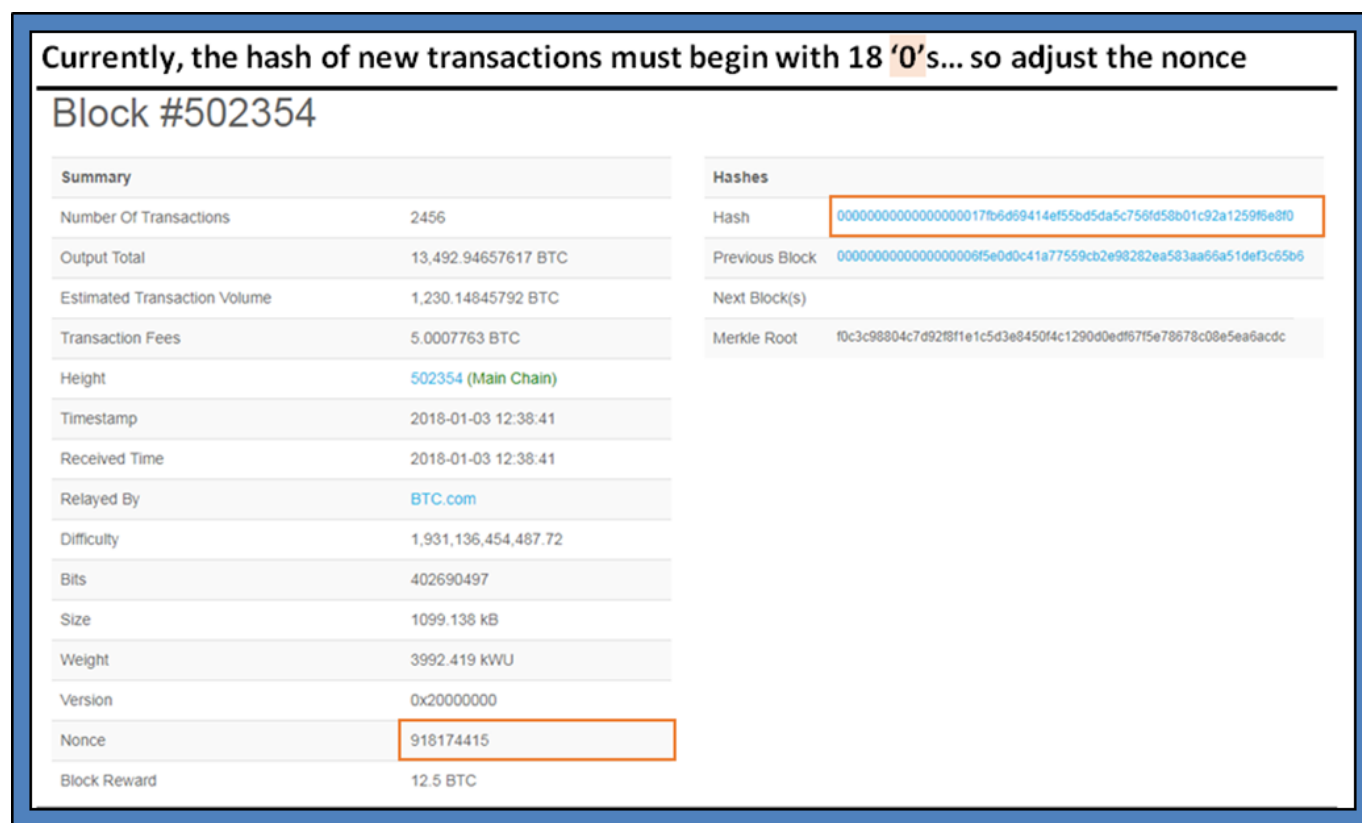 Currently, the hash of new transactions must begin with 18 ‘0’s... so adjust the nonce
Block #502354
Summary
Number Of Transactions 2456
Output Total 13,492.94657617 BTC
Estimated Transaction Volume 1,230.14845792 BTC
Transaction Fees 5.0007763 BTC
Height 502354 (Main Chain)
Timestamp 2018-01-03 12:38:41
Received Time 2018-01-03 12:38:41
Relayed By BTC.com
Difficulty 1,931,136,454,487.72
Bits 402690497
Size 1099.138 kB
Weight 3992.419 kWU
Version 0x20000000
Nonce 918174415
Block Reward 12.5 BTC
Hashes
Hash 00000000000000000017fb6d69414ef55bd5da5c756fd58b01c92a1259f6e8f0
Previous Block 0000000000000000006f5e0d0c41a77559cb2e98282ea583aa66a51def3c65b6
Next Block(s)
Merkle Root f0c3c98804c7d92f8f1e1c5d3e8450f4c1290d0edf67f5e78678c08e5ea6acdc